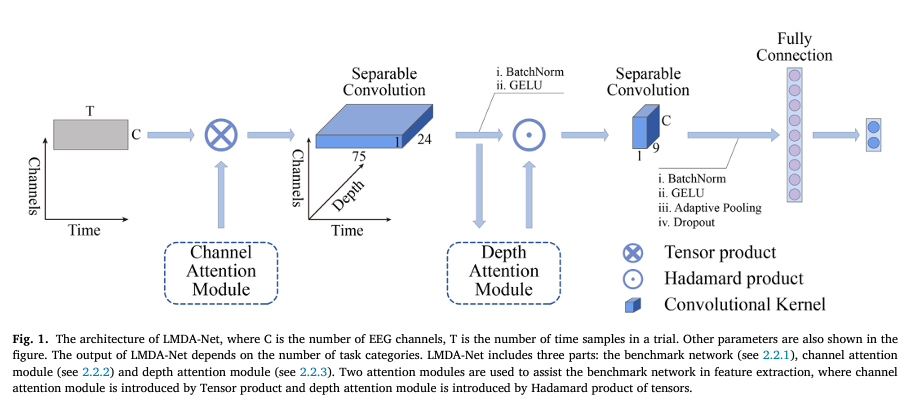 T
C
Channels
Time
Channel
Attention
Module
Separable
Convolution
1
24
75
Channels
Depth
Time
i. BatchNorm
ii. GELU
Depth
Attention
Module
Separable
Convolution
C
9
1
i. BatchNorm
ii. GELU
iii. Adaptive Pooling
iv. Dropout
Fully
Connection
Tensor product
Hadamard product
Convolutional Kernel
Fig. 1. The architecture of LMDA-Net, where C is the number of EEG channels, T is the number of time samples in a trial. Other parameters are also shown in the
figure. The output of LMDA-Net depends on the number of task categories. LMDA-Net includes three parts: the benchmark network (see 2.2.1), channel attention
module (see 2.2.2) and depth attention module (see 2.2.3). Two attention modules are used to assist the benchmark network in feature extraction, where channel
attention module is introduced by Tensor product and depth attention module is introduced by Hadamard product of tensors.